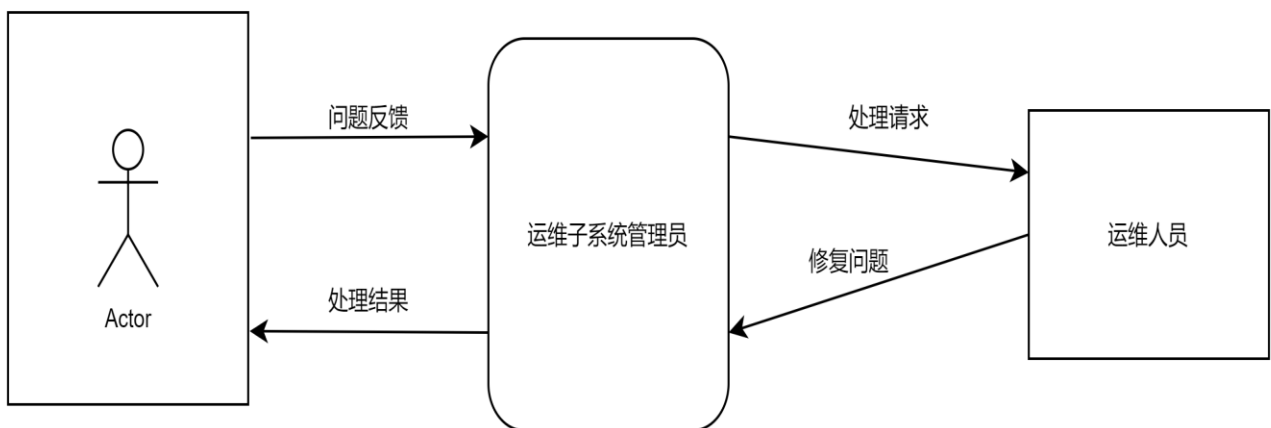 问题反馈
处理请求
运维子系统管理员
运维人员
修复问题
处理结果
Actor